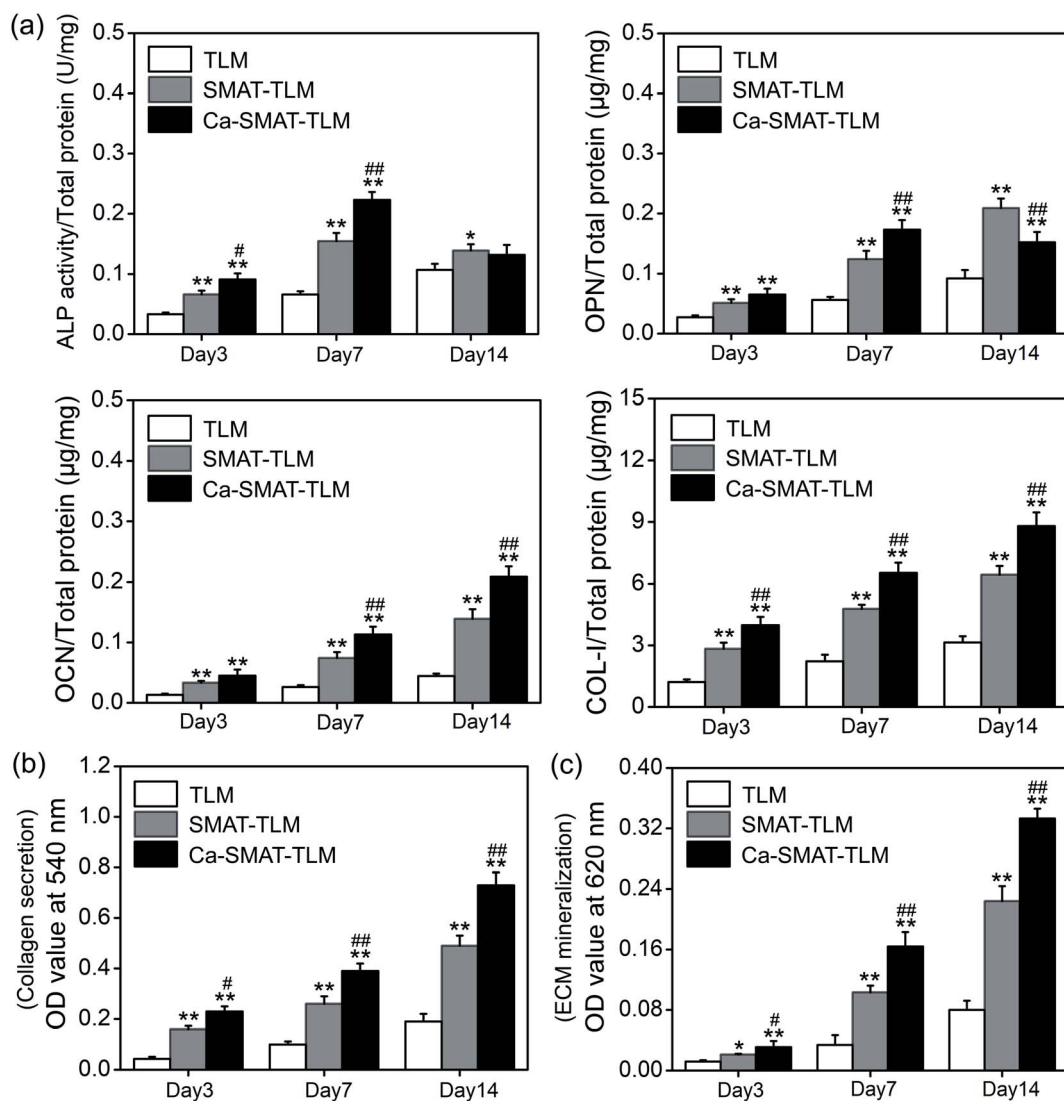 (a)
ALP activity/Total protein (U/mg)
0.5
0.4
0.3
0.2
0.1
0.0
TLM
SMAT-TLM
Ca-SMAT-TLM
**
#
**
**
##
**
*
Day3 Day7 Day14
OPN/Total protein (μg/mg)
0.5
0.4
0.3
0.2
0.1
0.0
TLM
SMAT-TLM
Ca-SMAT-TLM
**
**
**
##
**
**
##
**
Day3 Day7 Day14
OCN/Total protein (μg/mg)
0.5
0.4
0.3
0.2
0.1
0.0
TLM
SMAT-TLM
Ca-SMAT-TLM
**
**
**
##
**
**
##
**
Day3 Day7 Day14
COL-I/Total protein (μg/mg)
15
12
9
6
3
0
TLM
SMAT-TLM
Ca-SMAT-TLM
**
##
**
**
##
**
**
##
**
Day3 Day7 Day14
(b)
(Collagen secretion)
OD value at 540 nm
1.2
1.0
0.8
0.6
0.4
0.2
0.0
TLM
SMAT-TLM
Ca-SMAT-TLM
**
#
**
**
##
**
**
##
**
Day3 Day7 Day14
(c)
(ECM mineralization)
OD value at 620 nm
0.40
0.32
0.24
0.16
0.08
0.00
TLM
SMAT-TLM
Ca-SMAT-TLM
*
#
**
**
##
**
**
##
**
Day3 Day7 Day14